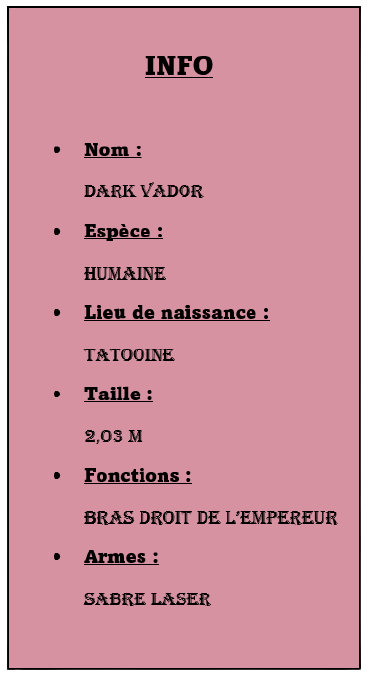 INFO
Nom :
DARK VADOR
Espèce :
HUMAINE
Lieu de naissance :
TATOOINE
Taille :
2,03 M
Fonctions :
BRAS DROIT DE L'EMPEREUR
Armes :
SABRE LASER